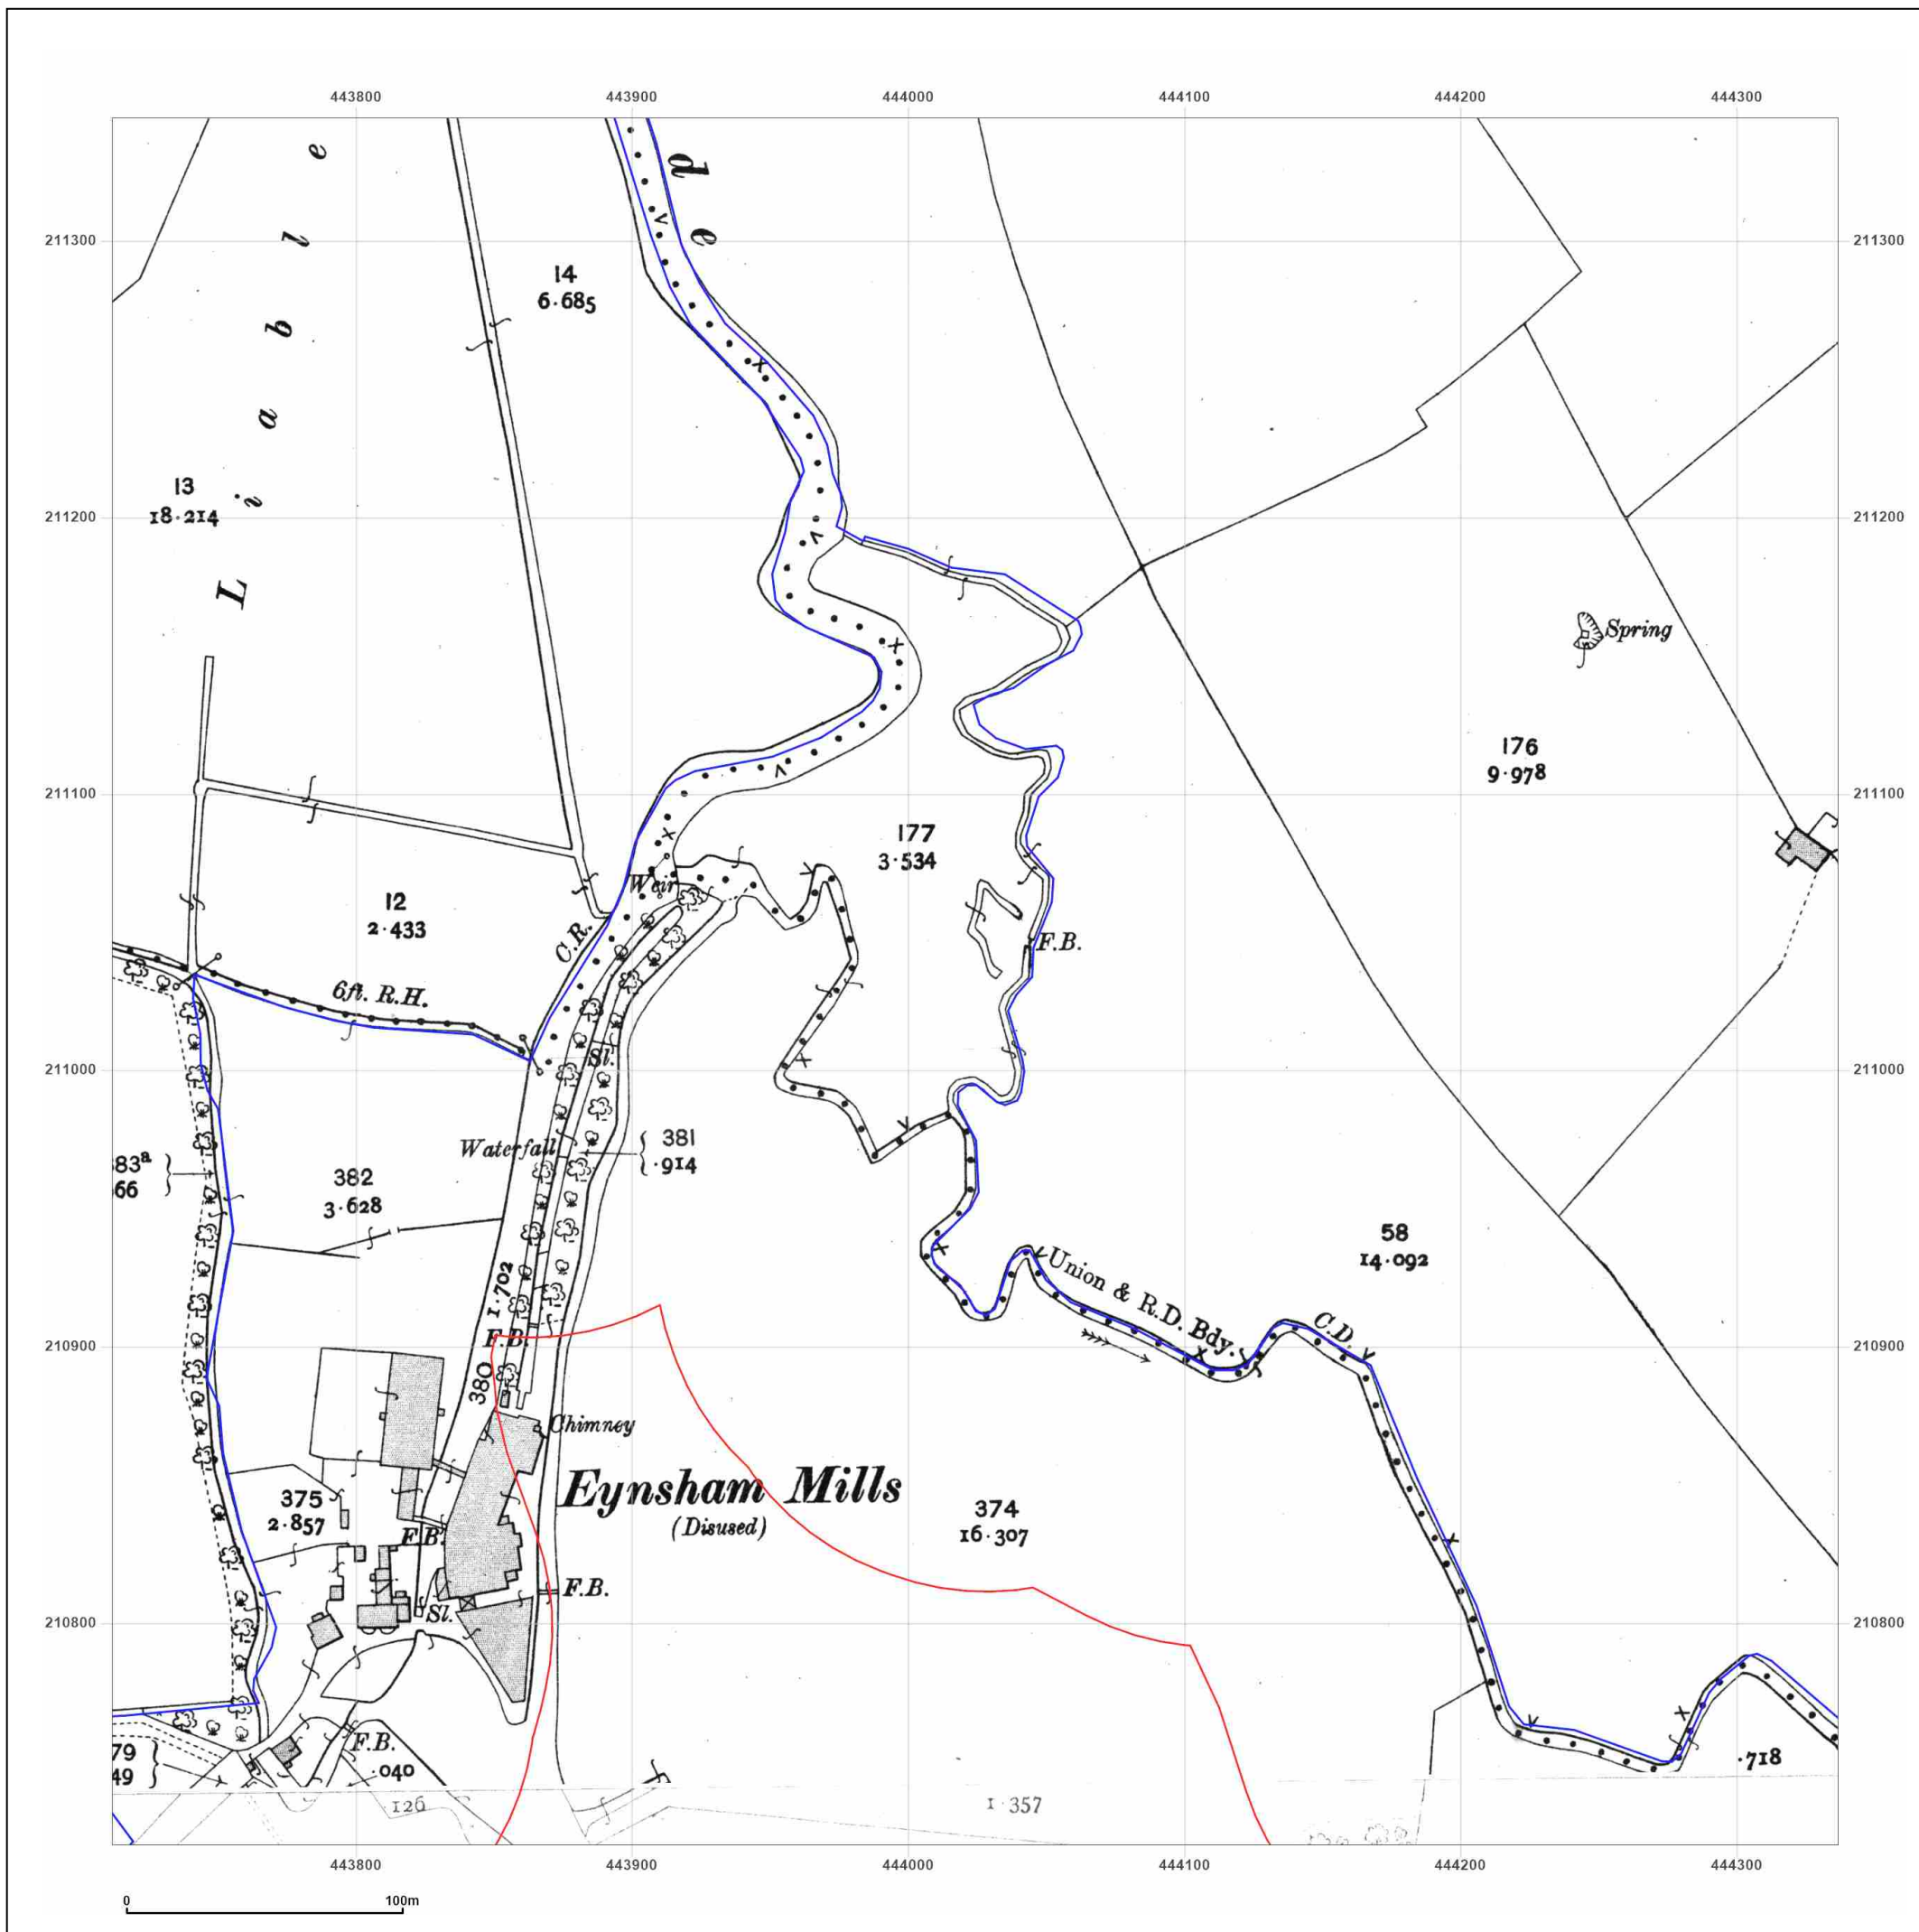 443800 443900 444000 444100 444200 444300
211300 211300
211200 211200
211100 211100
211000 211000
210900 210900
210800 210800
Liable
de
14
6·685
13
18·214
Spring
176
9·978
177
3·534
Weir
12
2·433
C.R.
F.B.
6ft. R.H.
Sl.
Waterfall
381
·914
83ª
66
382
3·628
58
14·092
Union & R.D. Bdy.
C.D.
1·702
F.B.
380
Chimney
Eynsham Mills
(Disused)
375
2·857
374
16·307
F.B.
F.B.
Sl.
F.B.
79
49
·040
·718
126
1·357
443800 443900 444000 444100 444200 444300
0 100m